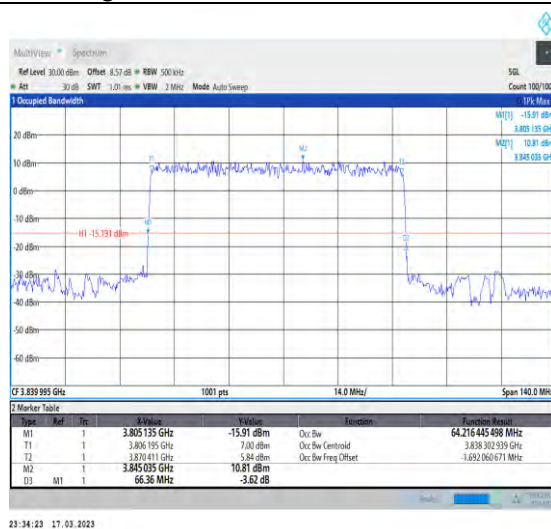 MultiView Spectrum
Ref Level 30.00 dBm Offset 8.57 dB RBW 500 kHz SGL
Att 30 dB SWT 1.01 ms VBW 2 MHz Mode Auto Sweep Count 100/100
1 Occupied Bandwidth 1Pk Max
M1[1] -15.91 dBm
3.805 135 GHz
M2[1] 10.81 dBm
3.845 035 GHz
20 dBm
M2
T1
10 dBm
0 dBm
-10 dBm
M1
H1 -15.191 dBm
-20 dBm
-30 dBm
-40 dBm
-50 dBm
-60 dBm
CF 3.839 995 GHz 1001 pts 14.0 MHz/ Span 140.0 MHz
2 Marker Table
Type Ref Trc X-Value Y-Value Function Function Result
M1 1 3.805 135 GHz -15.91 dBm Occ Bw 64.216 445 498 MHz
T1 1 3.806 195 GHz 7.00 dBm Occ Bw Centroid 3.838 302 939 GHz
T2 1 3.870 411 GHz 5.84 dBm Occ Bw Freq Offset -1.692 060 671 MHz
M2 1 3.845 035 GHz 10.81 dBm
D3 M1 1 66.36 MHz -3.62 dB
23:34:23 17.03.2023